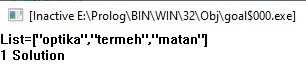 [Inactive E:\Prolog\BIN\WIN\32\Obj\goal$000.exe]
List=["optika","termeh","matan"]
1 Solution